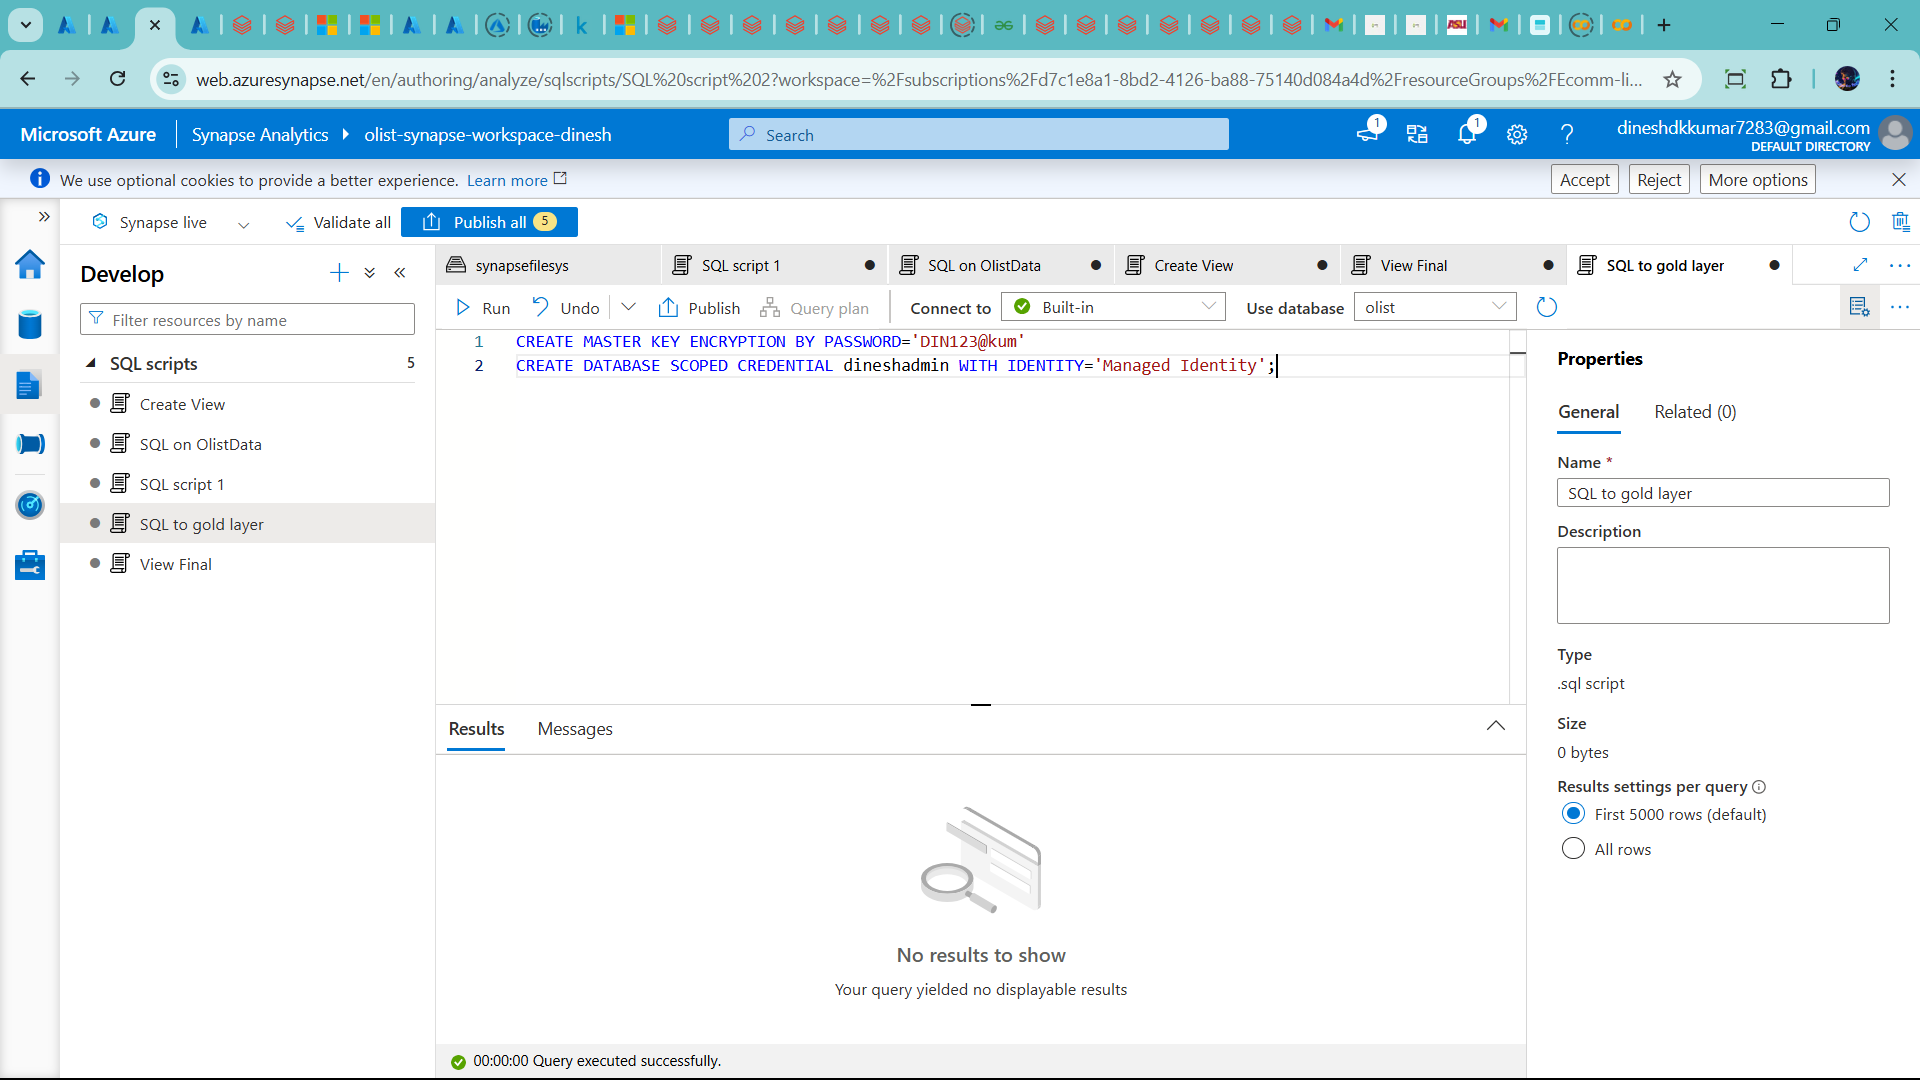 web.azuresynapse.net/en/authoring/analyze/sqlscripts/SQL%20script%202?workspace=%2Fsubscriptions%2Fd7c1e8a1-8bd2-4126-ba88-75140d084a4d%2FresourceGroups%2FEcomm-li...
Microsoft Azure
Synapse Analytics
olist-synapse-workspace-dinesh
Search
1
1
dineshdkkumar7283@gmail.com
DEFAULT DIRECTORY
We use optional cookies to provide a better experience. Learn more
Accept
Reject
More options
Synapse live
Validate all
Publish all 5
Develop
Filter resources by name
SQL scripts 5
Create View
SQL on OlistData
SQL script 1
SQL to gold layer
View Final
synapsefilesys
SQL script 1
SQL on OlistData
Create View
View Final
SQL to gold layer
Run
Undo
Publish
Query plan
Connect to
Built-in
Use database
olist
1 CREATE MASTER KEY ENCRYPTION BY PASSWORD='DIN123@kum'
2 CREATE DATABASE SCOPED CREDENTIAL dineshadmin WITH IDENTITY='Managed Identity';
Results
Messages
No results to show
Your query yielded no displayable results
00:00:00 Query executed successfully.
Properties
General
Related (0)
Name *
SQL to gold layer
Description
Type
.sql script
Size
0 bytes
Results settings per query
First 5000 rows (default)
All rows